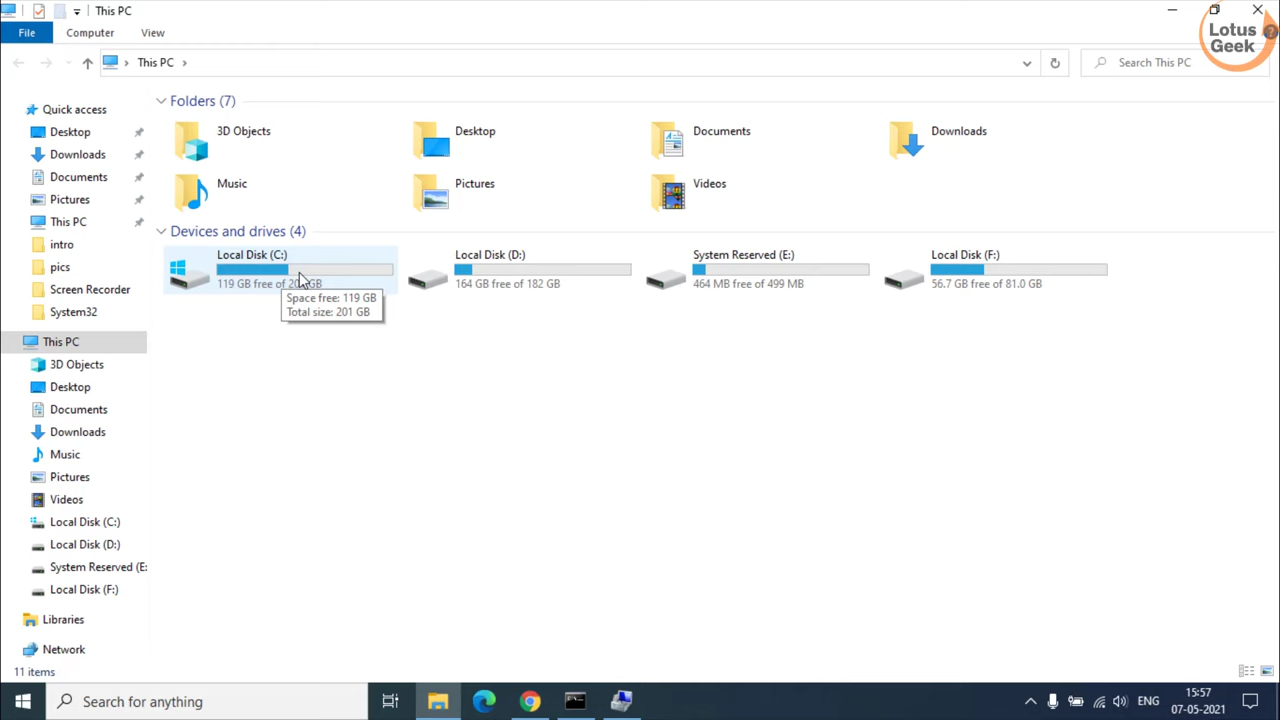 This PC
Lotus
Geek
File
Computer
View
This PC
Search This PC
Quick access
Desktop
Downloads
Documents
Pictures
This PC
intro
pics
Screen Recorder
System32
This PC
3D Objects
Desktop
Documents
Downloads
Music
Pictures
Videos
Local Disk (C:)
Local Disk (D:)
System Reserved (E:
Local Disk (F:)
Libraries
Network
Folders (7)
3D Objects
Desktop
Documents
Downloads
Music
Pictures
Videos
Devices and drives (4)
Local Disk (C:)
119 GB free of GB
Space free: 119 GB
Total size: 201 GB
Local Disk (D:)
164 GB free of 182 GB
System Reserved (E:)
464 MB free of 499 MB
Local Disk (F:)
56.7 GB free of 81.0 GB
11 items
Search for anything
ENG
15:57
07-05-2021